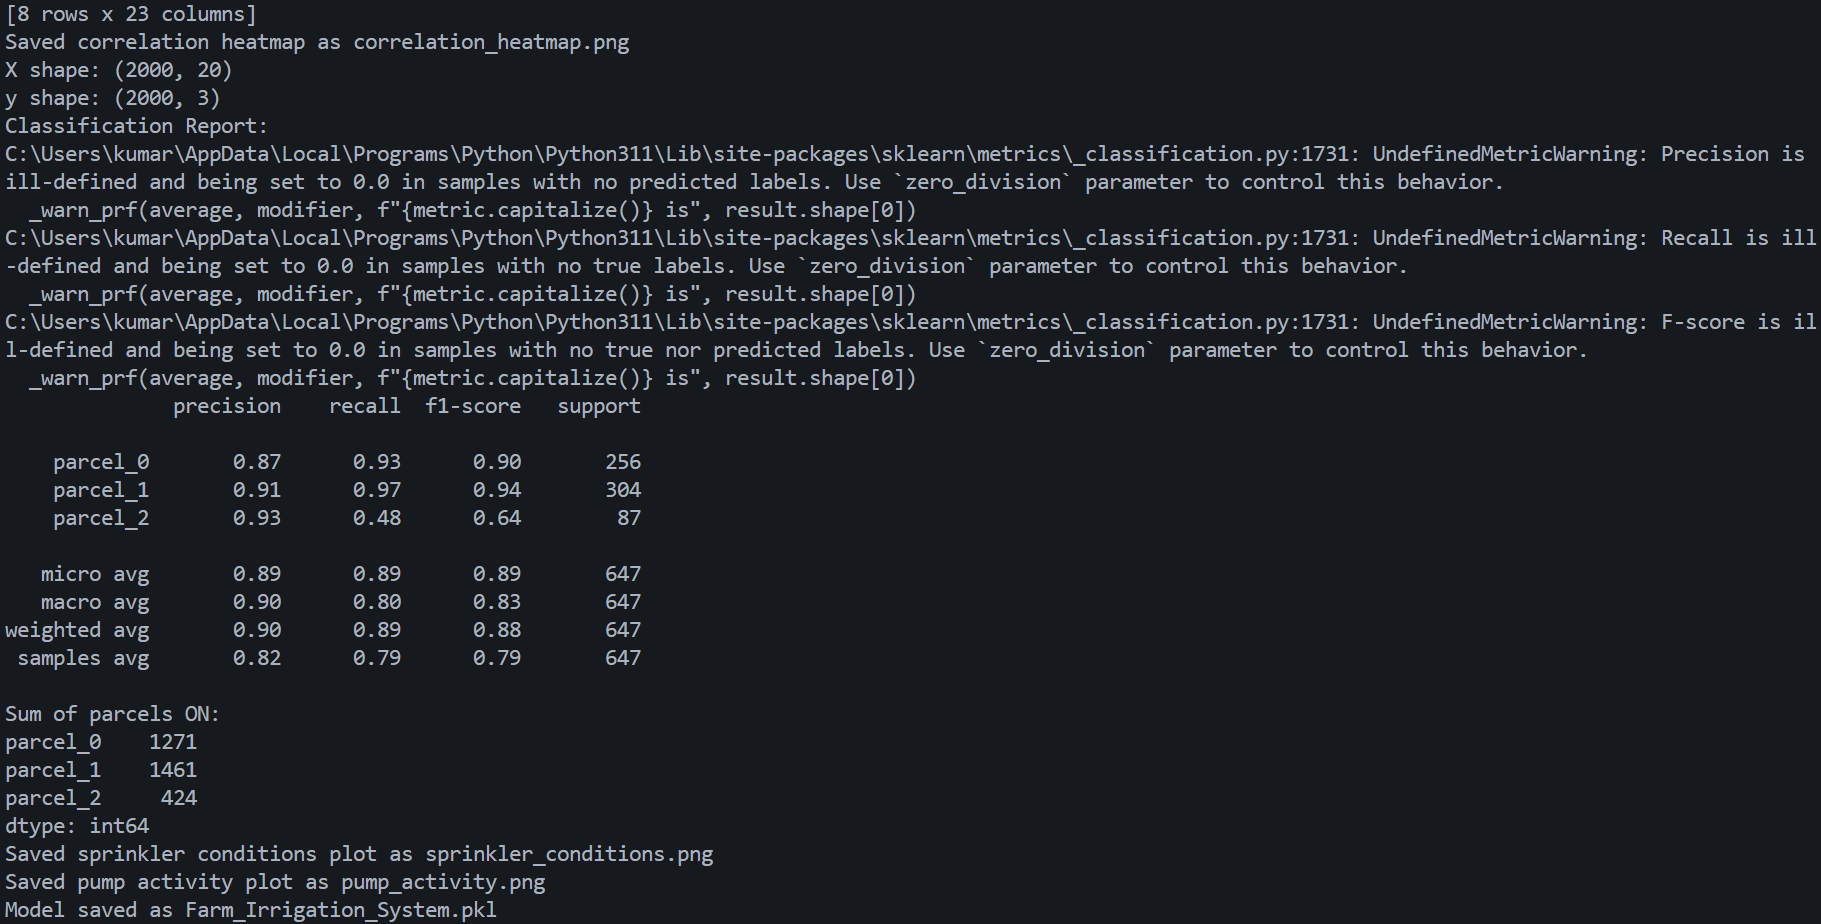 [8 rows x 23 columns]
Saved correlation heatmap as correlation_heatmap.png
X shape: (2000, 20)
y shape: (2000, 3)
Classification Report:
C:\Users\kumar\AppData\Local\Programs\Python\Python311\Lib\site-packages\sklearn\metrics\_classification.py:1731: UndefinedMetricWarning: Precision is
ill-defined and being set to 0.0 in samples with no predicted labels. Use `zero_division` parameter to control this behavior.
  _warn_prf(average, modifier, f"{metric.capitalize()} is", result.shape[0])
C:\Users\kumar\AppData\Local\Programs\Python\Python311\Lib\site-packages\sklearn\metrics\_classification.py:1731: UndefinedMetricWarning: Recall is ill
-defined and being set to 0.0 in samples with no true labels. Use `zero_division` parameter to control this behavior.
  _warn_prf(average, modifier, f"{metric.capitalize()} is", result.shape[0])
C:\Users\kumar\AppData\Local\Programs\Python\Python311\Lib\site-packages\sklearn\metrics\_classification.py:1731: UndefinedMetricWarning: F-score is il
l-defined and being set to 0.0 in samples with no true nor predicted labels. Use `zero_division` parameter to control this behavior.
  _warn_prf(average, modifier, f"{metric.capitalize()} is", result.shape[0])
              precision    recall  f1-score   support
    parcel_0       0.87      0.93      0.90       256
    parcel_1       0.91      0.97      0.94       304
    parcel_2       0.93      0.48      0.64        87
   micro avg       0.89      0.89      0.89       647
   macro avg       0.90      0.80      0.83       647
weighted avg       0.90      0.89      0.88       647
 samples avg       0.82      0.79      0.79       647
Sum of parcels ON:
parcel_0    1271
parcel_1    1461
parcel_2     424
dtype: int64
Saved sprinkler conditions plot as sprinkler_conditions.png
Saved pump activity plot as pump_activity.png
Model saved as Farm_Irrigation_System.pkl